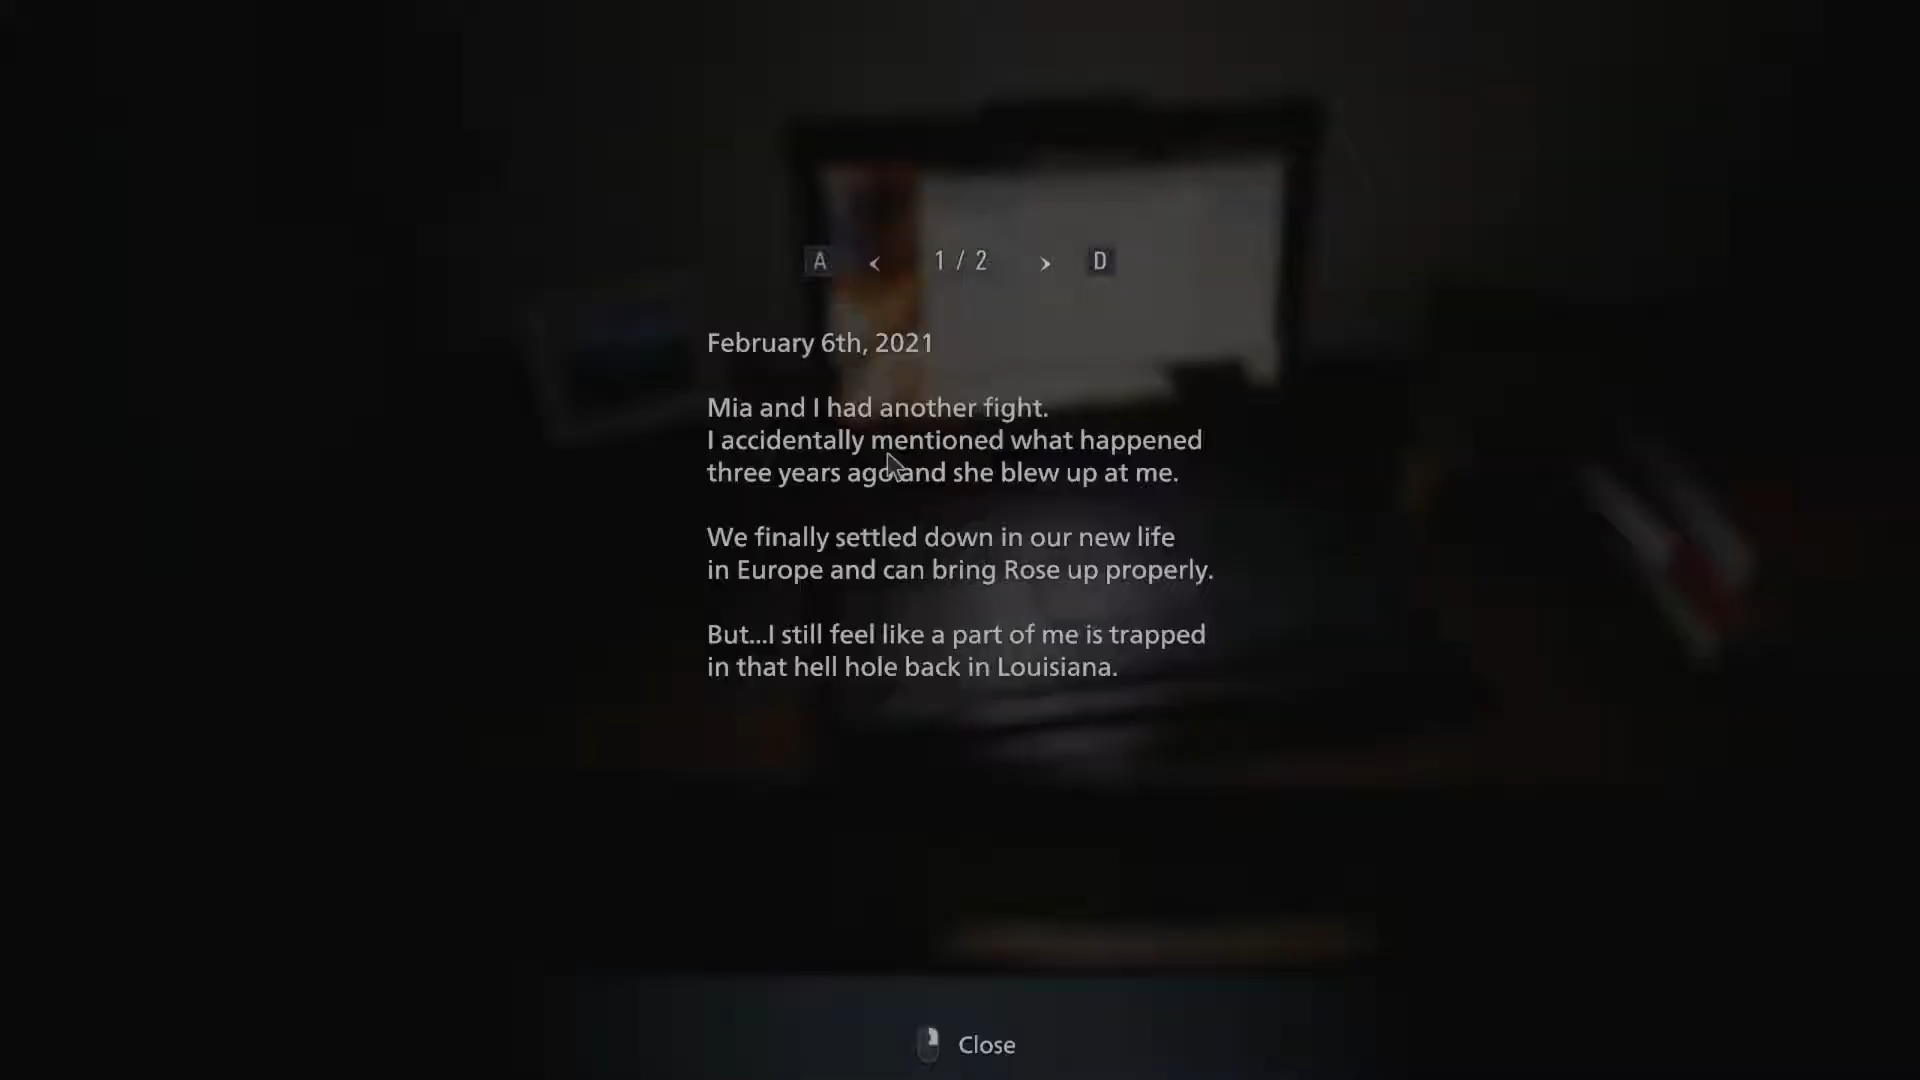 A < 1 / 2 > D
February 6th, 2021
Mia and I had another fight.
I accidentally mentioned what happened
three years ago and she blew up at me.
We finally settled down in our new life
in Europe and can bring Rose up properly.
But...I still feel like a part of me is trapped
in that hell hole back in Louisiana.
Close